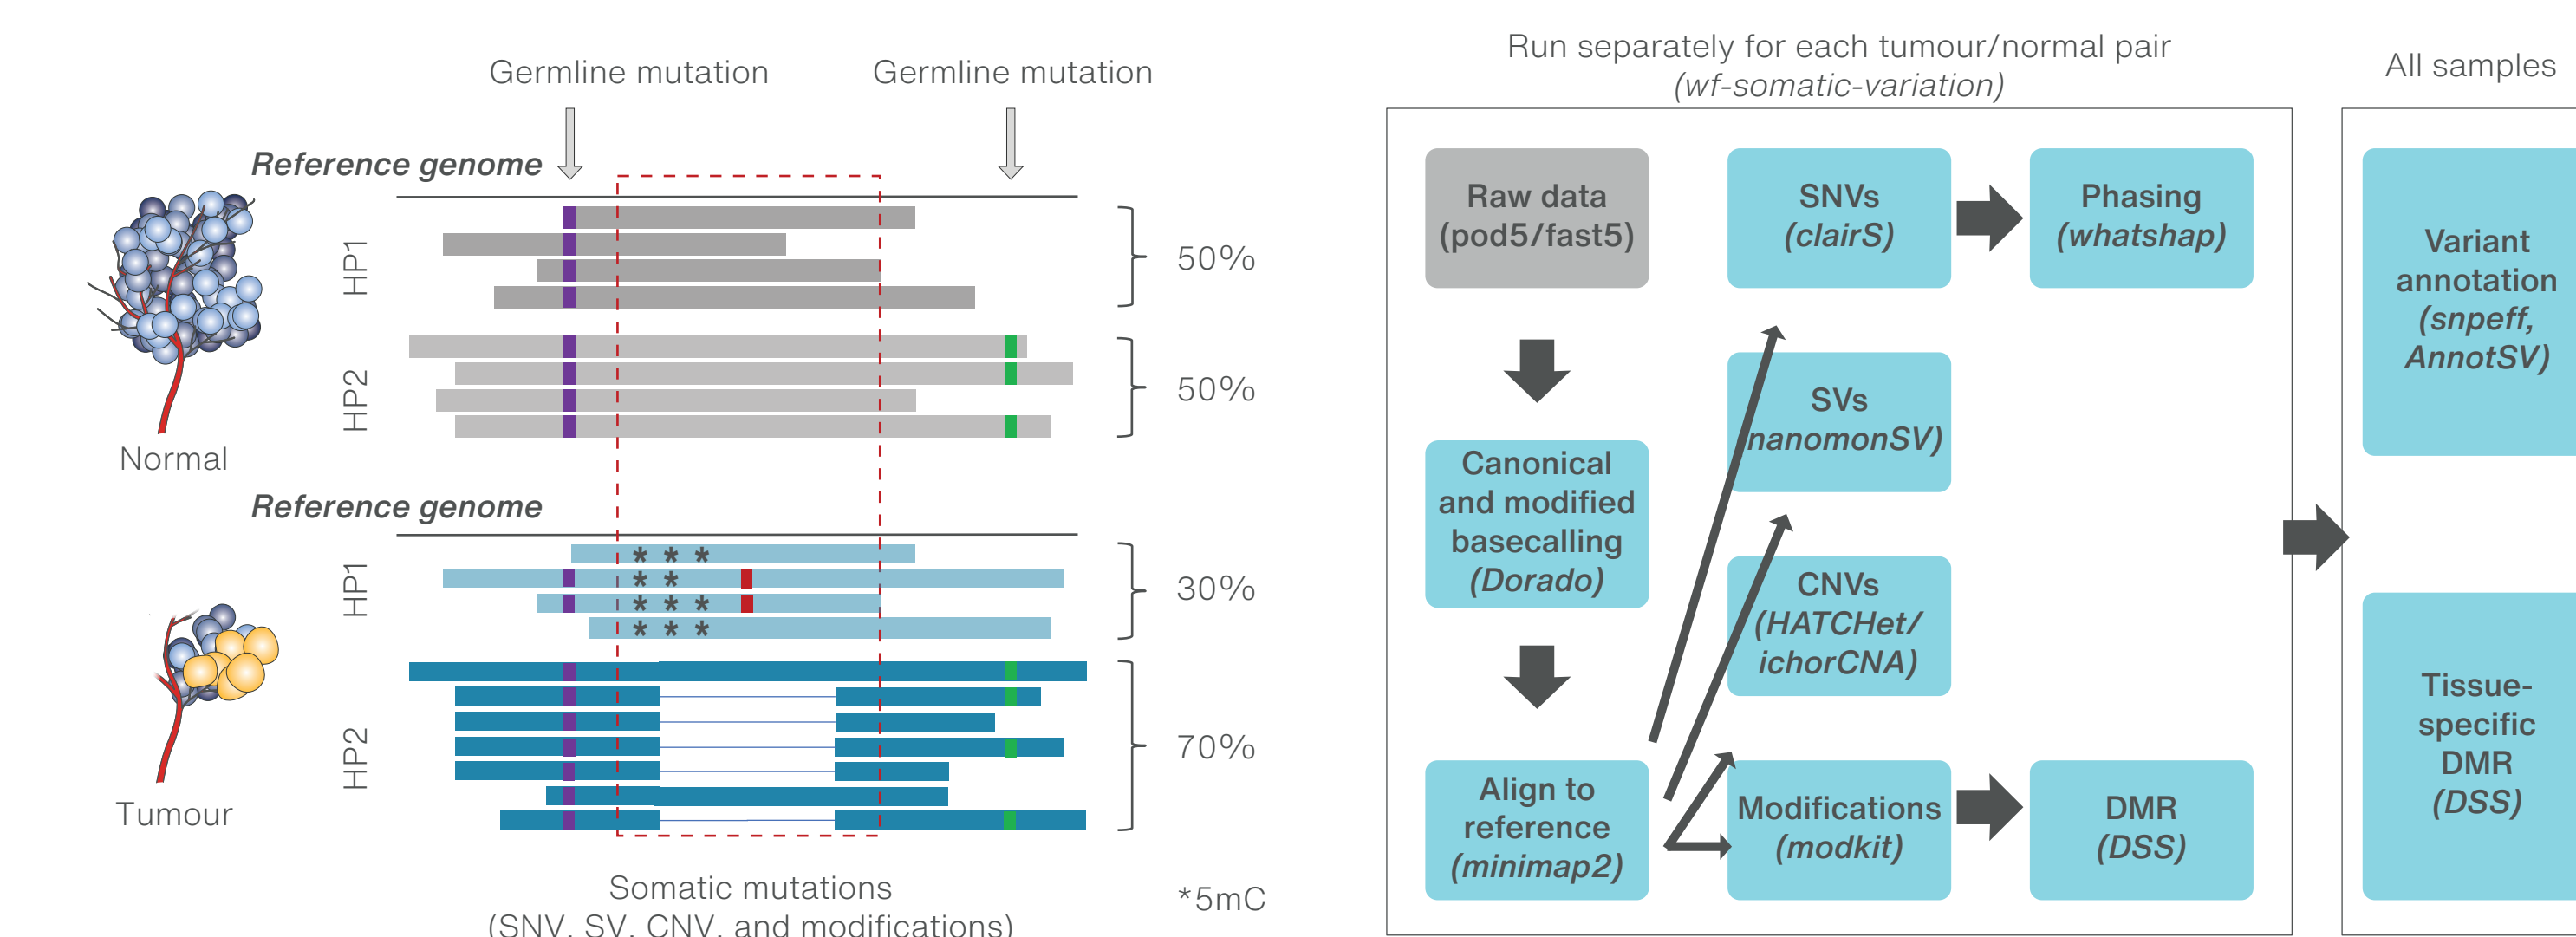 Germline mutation
Germline mutation
Reference genome
HP1
50%
HP2
50%
Normal
Reference genome
HP1
* * *
* *
* * *
* * *
30%
HP2
70%
Tumour
Somatic mutations
(SNV, SV, CNV, and modifications)
*5mC
Run separately for each tumour/normal pair
(wf-somatic-variation)
Raw data
(pod5/fast5)
Canonical
and modified
basecalling
(Dorado)
Align to
reference
(minimap2)
SNVs
(clairS)
Phasing
(whatshap)
SVs
nanomonSV)
CNVs
(HATCHet/
ichorCNA)
Modifications
(modkit)
DMR
(DSS)
All samples
Variant
annotation
(snpeff,
AnnotSV)
Tissue-
specific
DMR
(DSS)